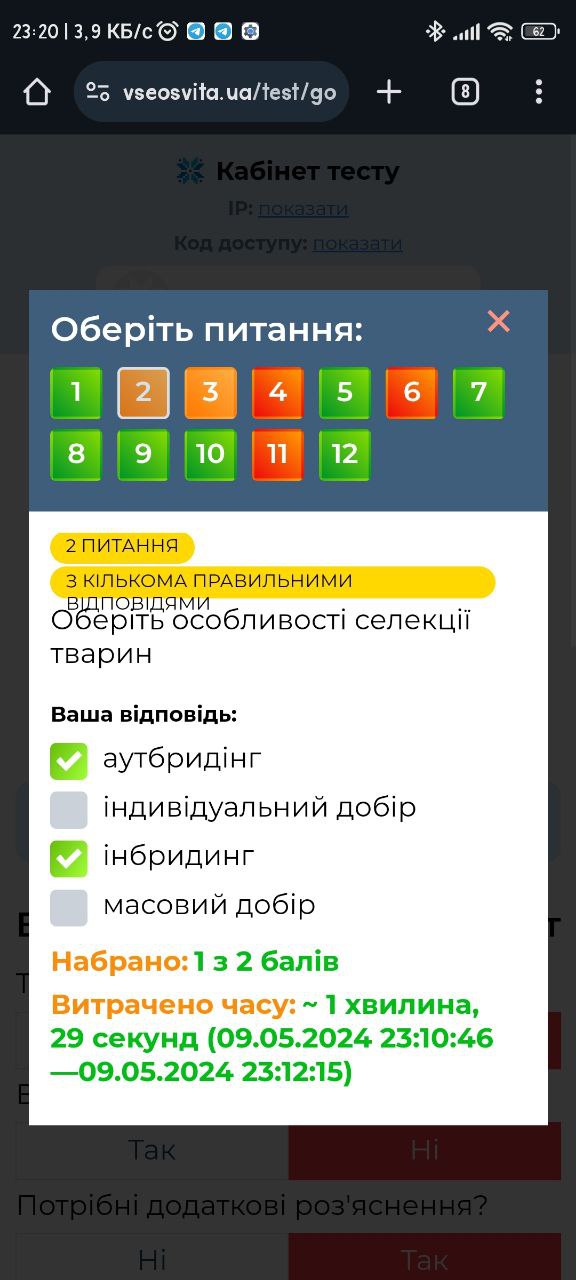 23:20 | 3,9 КБ/с
62
vseosvita.ua/test/go
8
Кабінет тесту
IP: показати
Код доступу: показати
Оберіть питання:
1 2 3 4 5 6 7
8 9 10 11 12
2 ПИТАННЯ
З КІЛЬКОМА ПРАВИЛЬНИМИ
ВІДПОВІДЯМИ
Оберіть особливості селекції
тварин
Ваша відповідь:
аутбридінг
індивідуальний добір
інбридинг
масовий добір
Набрано: 1 з 2 балів
Витрачено часу: ~ 1 хвилина,
29 секунд (09.05.2024 23:10:46
—09.05.2024 23:12:15)
Так Ні
Потрібні додаткові роз'яснення?
Ні Так